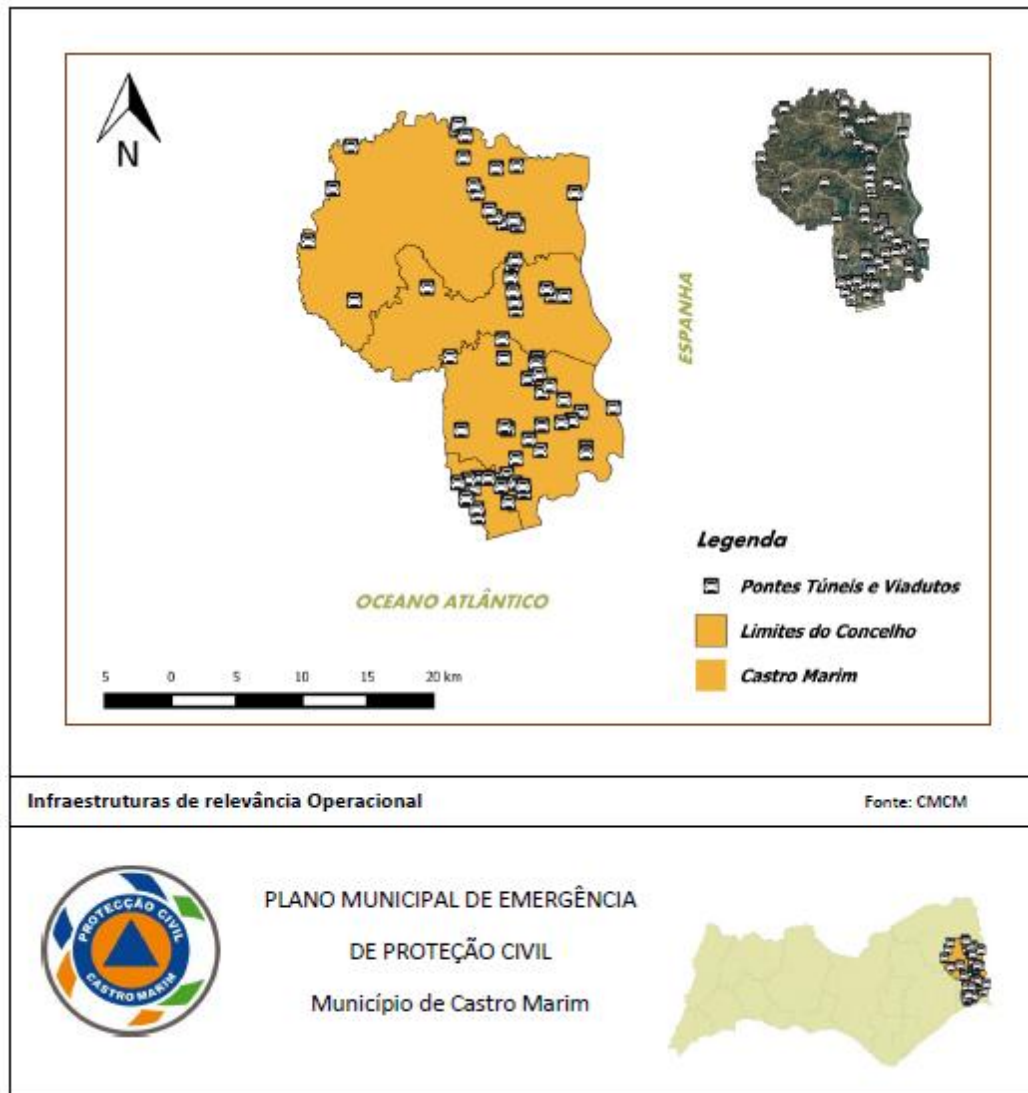 N
ESPANHA
OCEANO ATLÂNTICO
Legenda
Pontes Túneis e Viadutos
Limites do Concelho
Castro Marim
5 0 5 10 15 20 km
Infraestruturas de relevância Operacional
Fonte: CMCM
PROTECÇÃO CIVIL
CASTRO MARIM
PLANO MUNICIPAL DE EMERGÊNCIA
DE PROTEÇÃO CIVIL
Município de Castro Marim